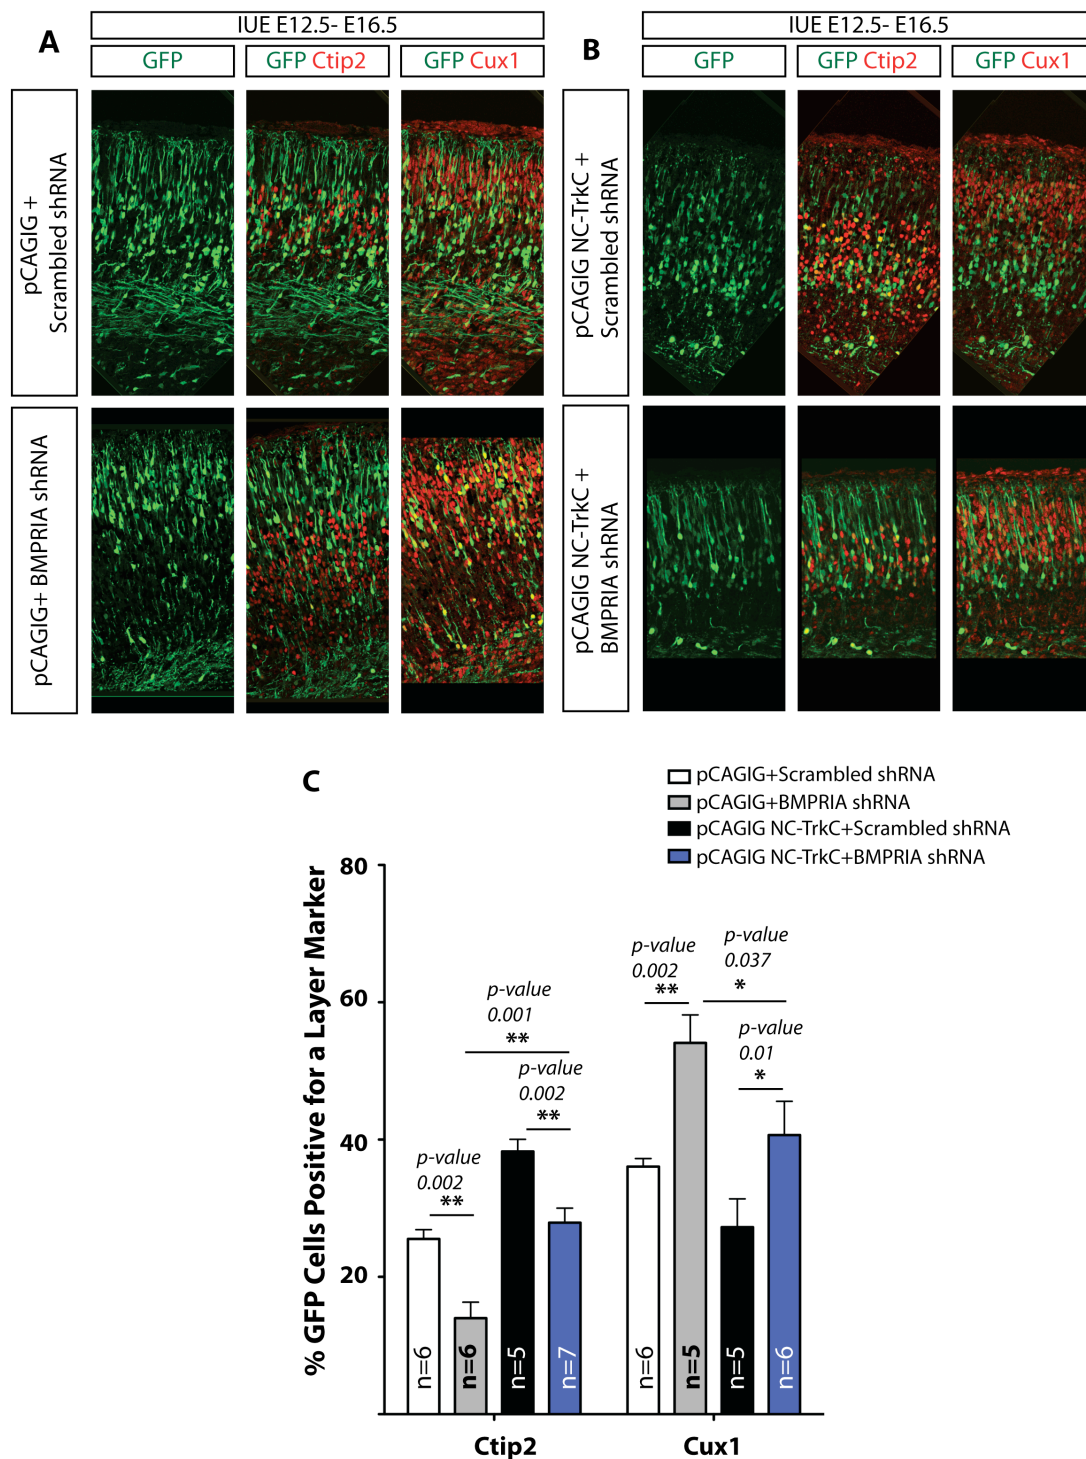 A
IUE E12.5- E16.5
GFP
GFP Ctip2
GFP Cux1
pCAGIG +
Scrambled shRNA
pCAGIG+ BMPRIA shRNA
B
IUE E12.5- E16.5
GFP
GFP Ctip2
GFP Cux1
pCAGIG NC-TrkC +
Scrambled shRNA
pCAGIG NC-TrkC +
BMPRIA shRNA
C
pCAGIG+Scrambled shRNA
pCAGIG+BMPRIA shRNA
pCAGIG NC-TrkC+Scrambled shRNA
pCAGIG NC-TrkC+BMPRIA shRNA
% GFP Cells Positive for a Layer Marker
80
60
40
20
p-value
0.002
**
p-value
0.001
**
p-value
0.002
**
p-value
0.002
**
p-value
0.037
*
p-value
0.01
*
n=6
n=6
n=5
n=7
n=6
n=5
n=5
n=6
Ctip2
Cux1